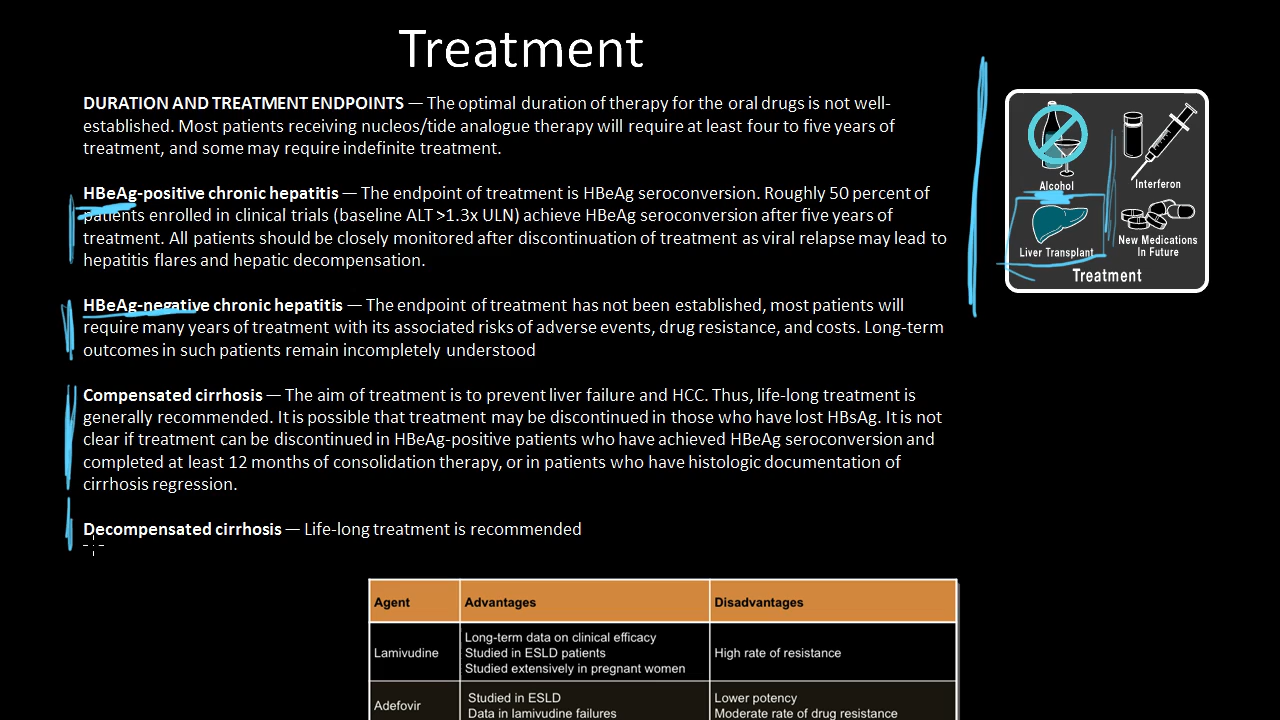 Treatment
DURATION AND TREATMENT ENDPOINTS — The optimal duration of therapy for the oral drugs is not well-
established. Most patients receiving nucleos/tide analogue therapy will require at least four to five years of
treatment, and some may require indefinite treatment.
HBeAg-positive chronic hepatitis — The endpoint of treatment is HBeAg seroconversion. Roughly 50 percent of
patients enrolled in clinical trials (baseline ALT >1.3x ULN) achieve HBeAg seroconversion after five years of
treatment. All patients should be closely monitored after discontinuation of treatment as viral relapse may lead to
hepatitis flares and hepatic decompensation.
HBeAg-negative chronic hepatitis — The endpoint of treatment has not been established, most patients will
require many years of treatment with its associated risks of adverse events, drug resistance, and costs. Long-term
outcomes in such patients remain incompletely understood
Compensated cirrhosis — The aim of treatment is to prevent liver failure and HCC. Thus, life-long treatment is
generally recommended. It is possible that treatment may be discontinued in those who have lost HBsAg. It is not
clear if treatment can be discontinued in HBeAg-positive patients who have achieved HBeAg seroconversion and
completed at least 12 months of consolidation therapy, or in patients who have histologic documentation of
cirrhosis regression.
Decompensated cirrhosis — Life-long treatment is recommended
Alcohol
Interferon
Liver Transplant
New Medications
In Future
Treatment
Agent Advantages Disadvantages
Lamivudine
Long-term data on clinical efficacy
Studied in ESLD patients
Studied extensively in pregnant women
High rate of resistance
Adefovir
Studied in ESLD
Data in lamivudine failures
Lower potency
Moderate rate of drug resistance